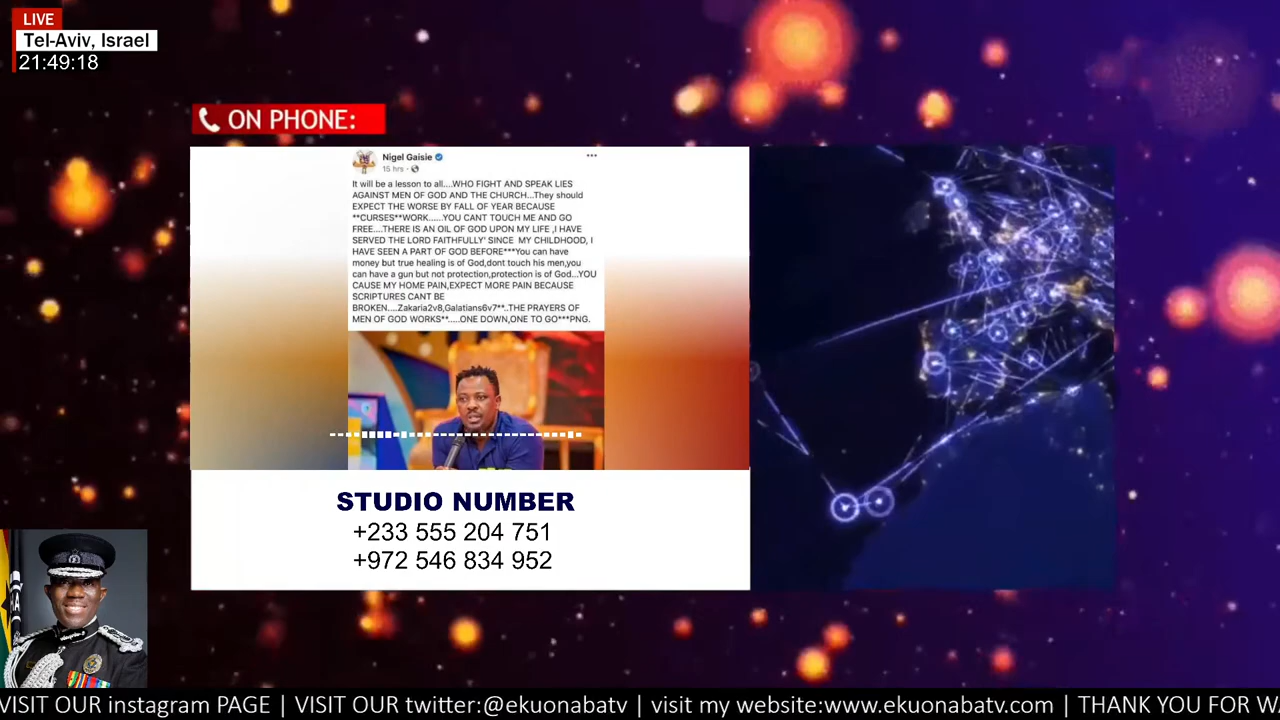 LIVE
Tel-Aviv, Israel
21:49:18
ON PHONE:
Nigel Gaisie
15 hrs ·
It will be a lesson to all....WHO FIGHT AND SPEAK LIES
AGAINST MEN OF GOD AND THE CHURCH...They should
EXPECT THE WORSE BY FALL OF YEAR BECAUSE
**CURSES**WORK......YOU CANT TOUCH ME AND GO
FREE....THERE IS AN OIL OF GOD UPON MY LIFE ,I HAVE
SERVED THE LORD FAITHFULLY' SINCE MY CHILDHOOD, I
HAVE SEEN A PART OF GOD BEFORE***You can have
money but true healing is of God,dont touch his men,you
can have a gun but not protection,protection is of God...YOU
CAUSE MY HOME PAIN,EXPECT MORE PAIN BECAUSE
SCRIPTURES CANT BE
BROKEN....Zakaria2v8,Galatians6v7**..THE PRAYERS OF
MEN OF GOD WORKS**.....ONE DOWN,ONE TO GO***PNG.
STUDIO NUMBER
+233 555 204 751
+972 546 834 952
VISIT OUR instagram PAGE | VISIT OUR twitter:@ekuonabatv | visit my website:www.ekuonabatv.com | THANK YOU FOR